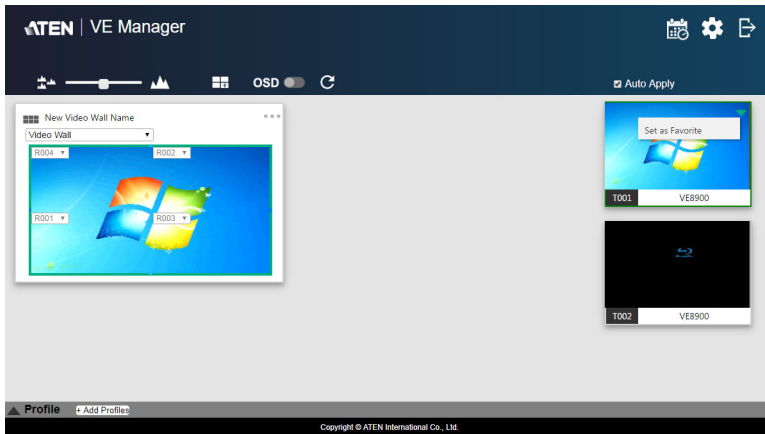 ATEN VE Manager
OSD
Auto Apply
New Video Wall Name
Video Wall
R004 R002
R001 R003
Set as Favorite
T001 VE8900
T002 VE8900
Profile + Add Profiles
Copyright © ATEN International Co., Ltd.